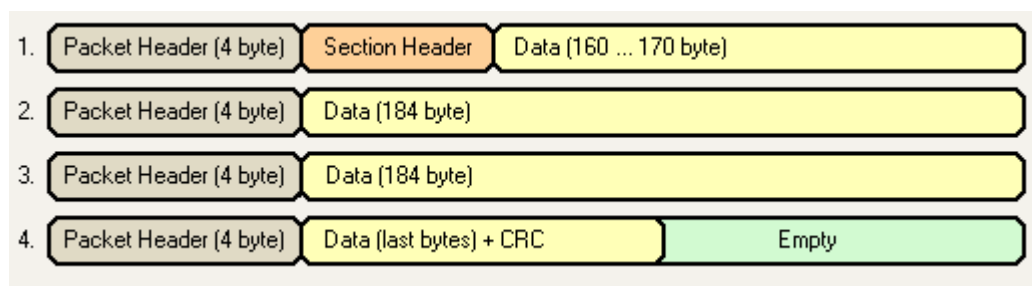 1. Packet Header (4 byte) Section Header Data (160 ... 170 byte)
2. Packet Header (4 byte) Data (184 byte)
3. Packet Header (4 byte) Data (184 byte)
4. Packet Header (4 byte) Data (last bytes) + CRC Empty